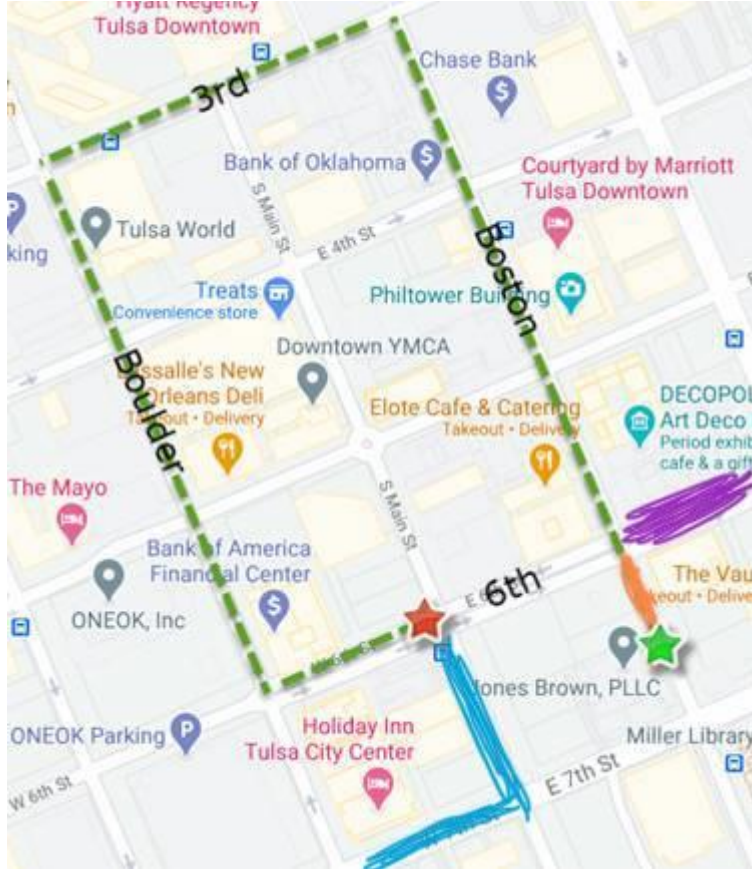 Hyatt Regency
Tulsa Downtown
Chase Bank
3rd
Bank of Oklahoma
Courtyard by Marriott
Tulsa Downtown
S Main St
Tulsa World
E 4th St
king
Boston
Treats
Convenience store
Philtower Building
Downtown YMCA
Boulder
ssalle's New
Orleans Deli
Takeout • Delivery
Elote Cafe & Catering
Takeout • Delivery
DECOPOL
Art Deco
Period exhib
cafe & a gift
The Mayo
S Main St
Bank of America
Financial Center
6th
The Vau
keout • Delive
ONEOK, Inc
Jones Brown, PLLC
ONEOK Parking
Holiday Inn
Tulsa City Center
Miller Library
E 7th St
W 6th St